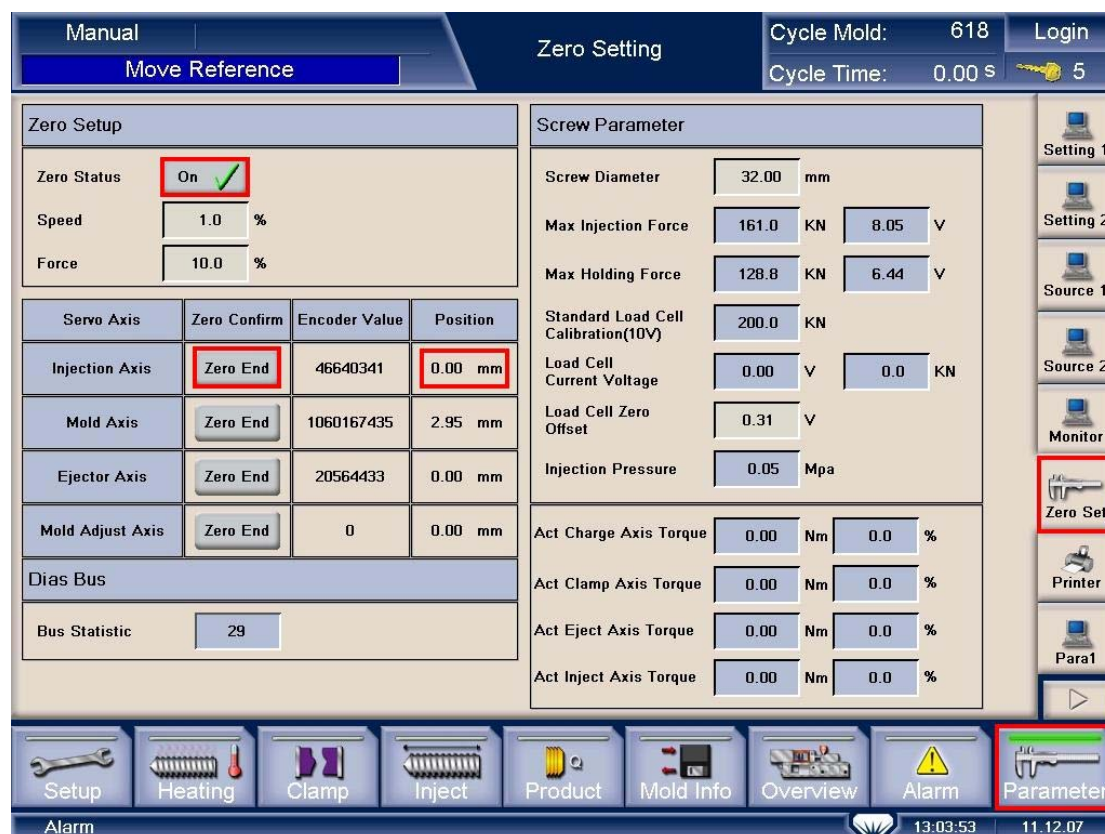 Manual
Move Reference
Zero Setting
Cycle Mold: 618
Cycle Time: 0.00 S
Login
5
Zero Setup
Zero Status On
Speed 1.0 %
Force 10.0 %
Servo Axis Zero Confirm Encoder Value Position
Injection Axis Zero End 46640341 0.00 mm
Mold Axis Zero End 1060167435 2.95 mm
Ejector Axis Zero End 20564433 0.00 mm
Mold Adjust Axis Zero End 0 0.00 mm
Dias Bus
Bus Statistic 29
Screw Parameter
Screw Diameter 32.00 mm
Max Injection Force 161.0 KN 8.05 V
Max Holding Force 128.8 KN 6.44 V
Standard Load Cell
Calibration(10V) 200.0 KN
Load Cell
Current Voltage 0.00 V 0.0 KN
Load Cell Zero
Offset 0.31 V
Injection Pressure 0.05 Mpa
Act Charge Axis Torque 0.00 Nm 0.0 %
Act Clamp Axis Torque 0.00 Nm 0.0 %
Act Eject Axis Torque 0.00 Nm 0.0 %
Act Inject Axis Torque 0.00 Nm 0.0 %
Setting 1
Setting 2
Source 1
Source 2
Monitor
Zero Set
Printer
Para1
Setup Heating Clamp Inject Product Mold Info Overview Alarm Parameter
Alarm 13:03:53 11.12.07